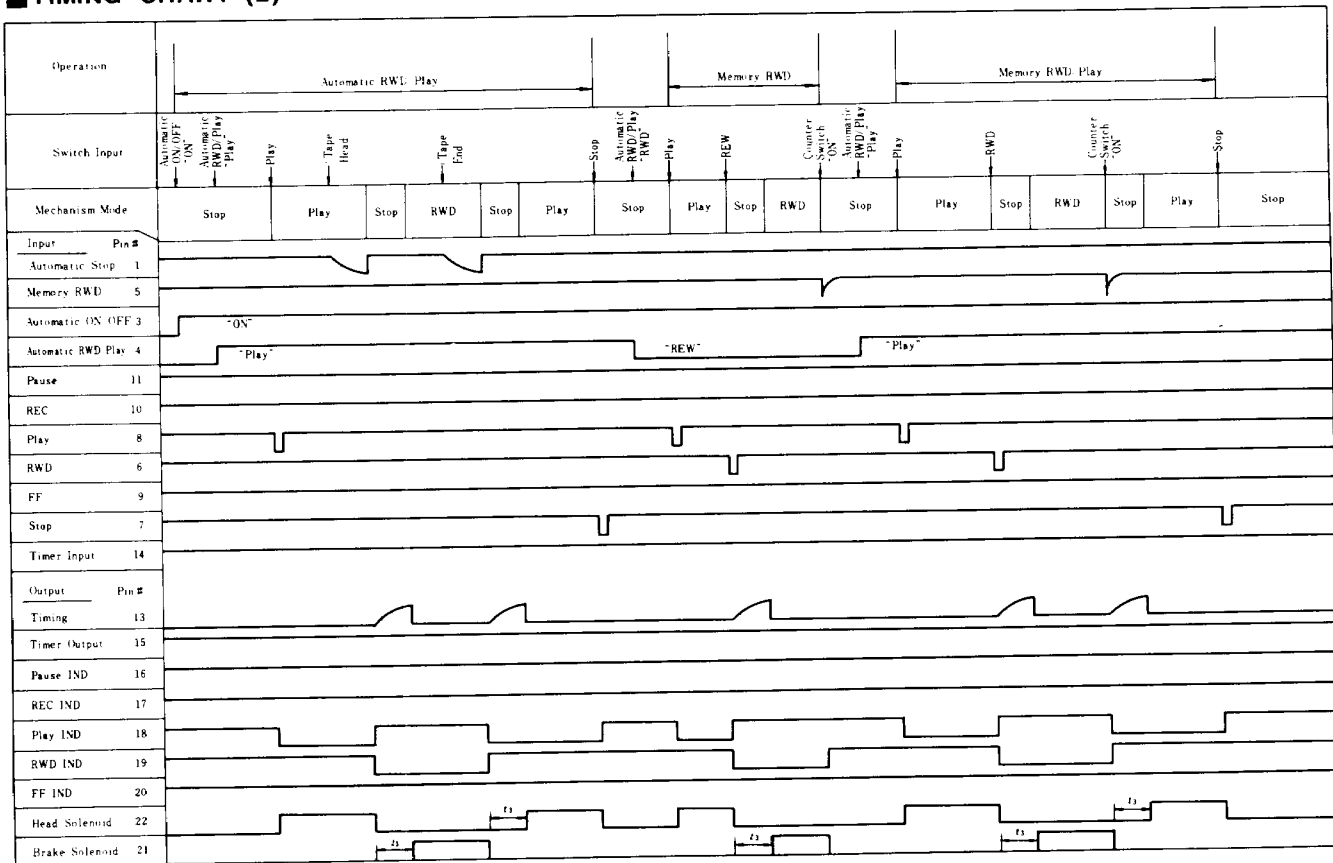 TIMING CHART (2)
Operation
Automatic RWD Play
Memory RWD
Memory RWD Play
Switch Input
Automatic ON/OFF "ON"
Automatic RWD/Play "Play"
Play
Tape Head
Tape End
Stop
Automatic RWD/Play "RWD"
Play
REW
Counter Switch "ON"
Automatic RWD/Play "Play"
Play
RWD
Counter Switch "ON"
Stop
Mechanism Mode
Stop Play Stop RWD Stop Play Stop Play Stop RWD Stop Play Stop RWD Stop Play Stop
Input Pin #
Automatic Stop 1
Memory RWD 5
Automatic ON OFF 3 "ON"
Automatic RWD Play 4 "Play" "REW" "Play"
Pause 11
REC 10
Play 8
RWD 6
FF 9
Stop 7
Timer Input 14
Output Pin #
Timing 13
Timer Output 15
Pause IND 16
REC IND 17
Play IND 18
RWD IND 19
FF IND 20
Head Solenoid 22 t3 t3
Brake Solenoid 21 t3 t3 t3